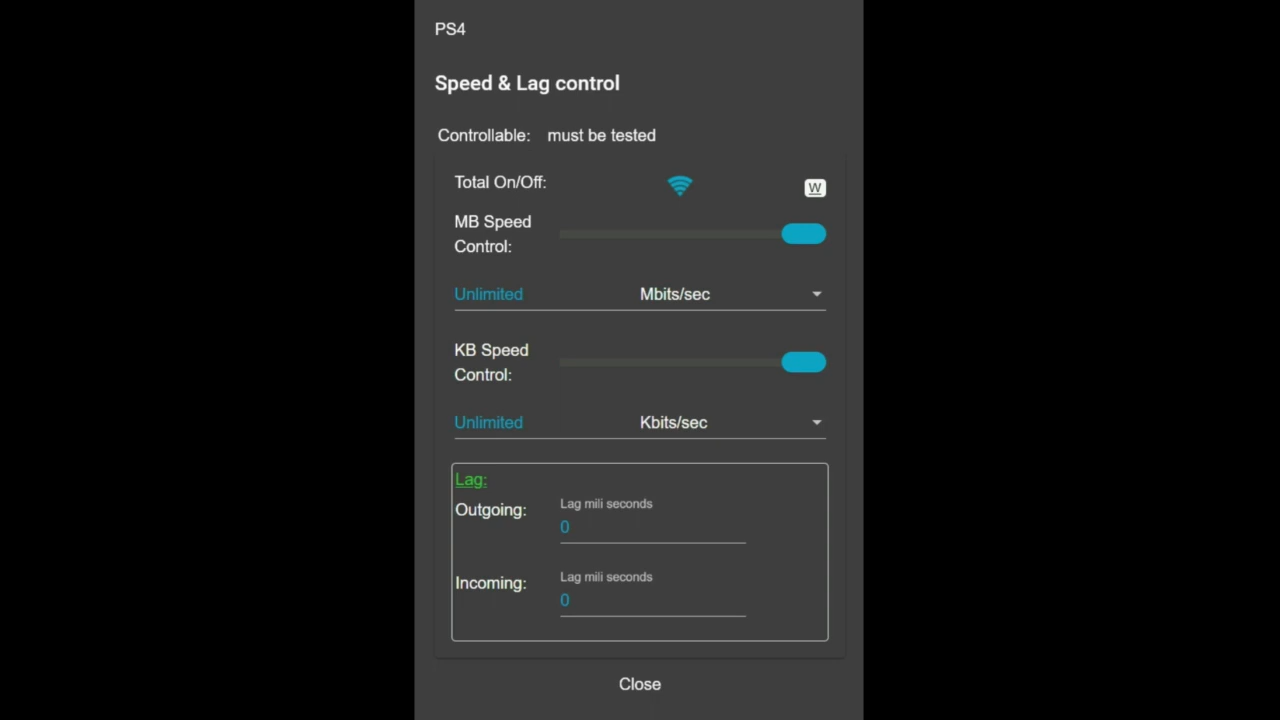 PS4
Speed & Lag control
Controllable: must be tested
Total On/Off:
W
MB Speed
Control:
Unlimited Mbits/sec
KB Speed
Control:
Unlimited Kbits/sec
Lag:
Lag mili seconds
Outgoing:
0
Lag mili seconds
Incoming:
0
Close